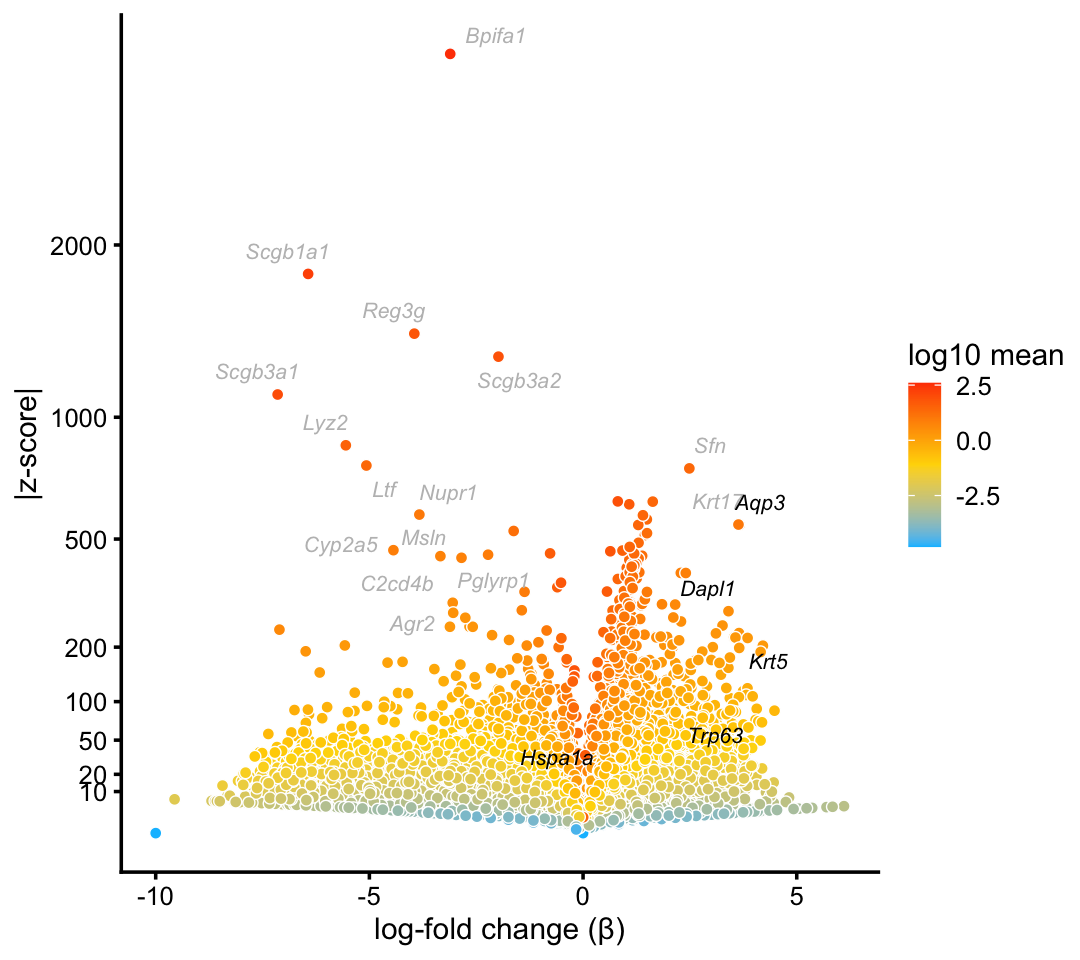 Bpifa1
Scgb1a1
Reg3g
Scgb3a2
Scgb3a1
Lyz2
Ltf
Nupr1
Sfn
Krt17
Aqp3
Cyp2a5
Msln
C2cd4b
Pglyrp1
Agr2
Dapl1
Krt5
Trp63
Hspa1a
2000
1000
500
200
100
50
20
10
|z-score|
-10
-5
0
5
log-fold change (β)
log10 mean
2.5
0.0
-2.5